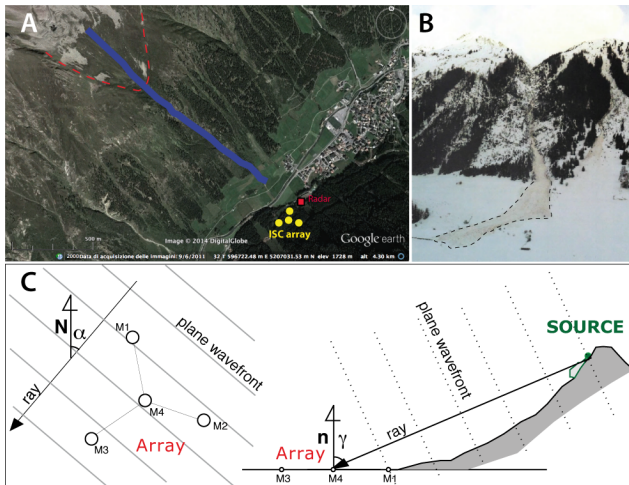 A
Radar
ISC array
500 m
Image © 2014 DigitalGlobe
Google earth
2000
Data di acquisizione delle immagini: 9/6/2011 32 T 596722.48 m E 5207031.53 m N elev 1728 m alt 4.30 km
B
C
N
α
M1
plane wavefront
ray
M4
M2
M3
Array
SOURCE
plane wavefront
ray
n
γ
Array
M3
M4
M1